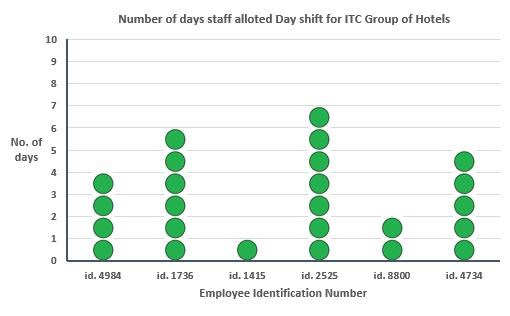 Number of days staff alloted Day shift for ITC Group of Hotels
10
9
8
7
6
5
4
3
2
1
0
No. of
days
id. 4984 id. 1736 id. 1415 id. 2525 id. 8800 id. 4734
Employee Identification Number